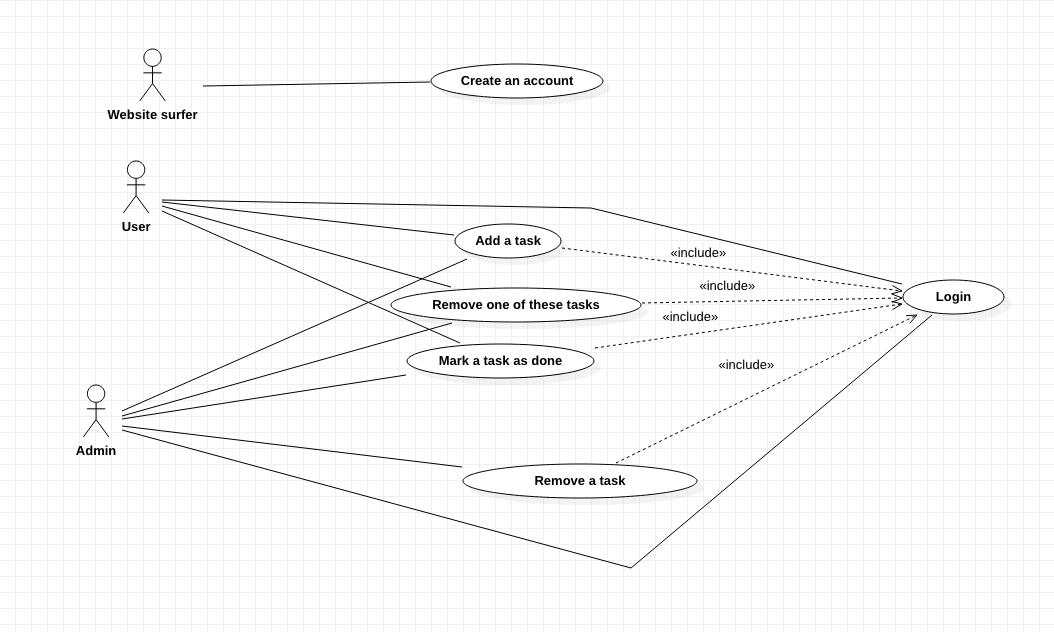 Website surfer
Create an account
User
Add a task
«include»
«include»
Login
Remove one of these tasks
«include»
Mark a task as done
«include»
Admin
Remove a task